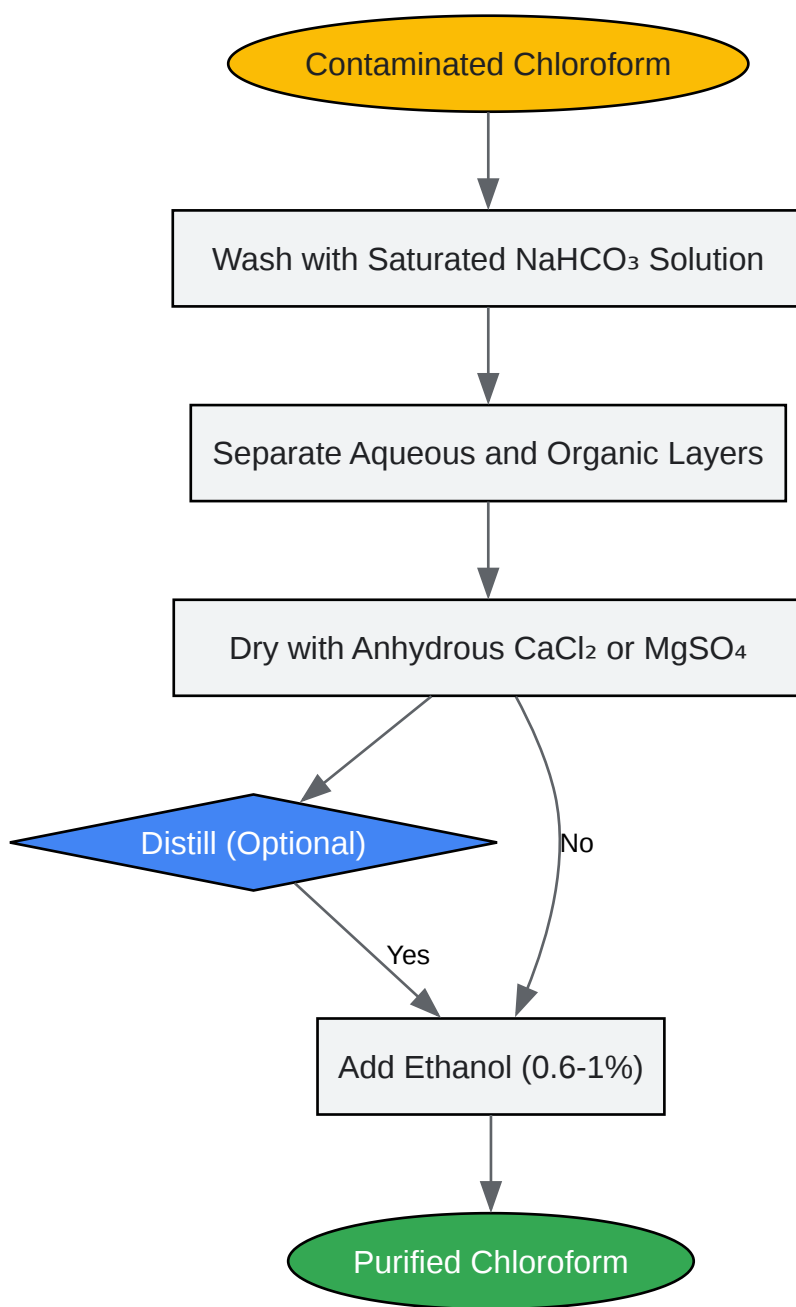 Contaminated Chloroform
Wash with Saturated NaHCO₃ Solution
Separate Aqueous and Organic Layers
Dry with Anhydrous CaCl₂ or MgSO₄
Distill (Optional)
No
Yes
Add Ethanol (0.6-1%)
Purified Chloroform